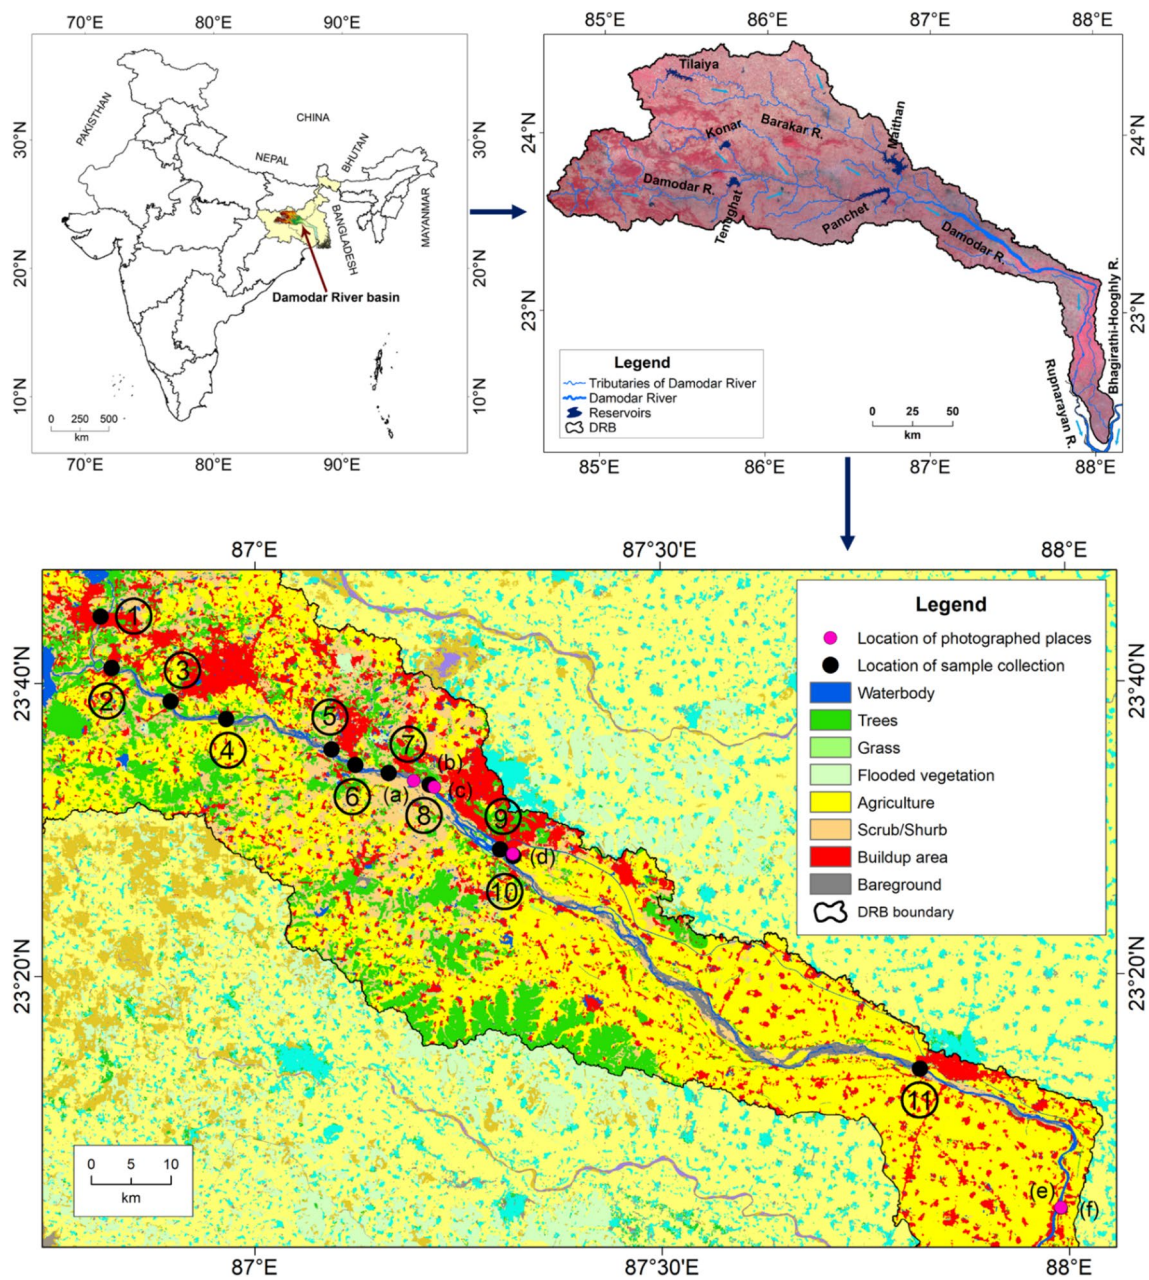 70°E 80°E 90°E
30°N
20°N
10°N
PAKISTHAN
CHINA
NEPAL
BHUTAN
BANGLADESH
MAYANMAR
Damodar River basin
0 250 500
km
30°N
20°N
10°N
70°E 80°E 90°E
85°E 86°E 87°E 88°E
24°N
23°N
Tilaiya
Konar
Barakar R.
Maithan
Damodar R.
Tenughat
Panchet
Damodar R.
Rupnarayan R.
Bhagirathi-Hooghly R.
Legend
Tributaries of Damodar River
Damodar River
Reservoirs
DRB
0 25 50
km
24°N
23°N
85°E 86°E 87°E 88°E
87°E 87°30'E 88°E
23°40'N
23°20'N
1
2
3
4
5
6
7
8
9
10
11
(a)
(b)
(c)
(d)
(e)
(f)
Legend
Location of photographed places
Location of sample collection
Waterbody
Trees
Grass
Flooded vegetation
Agriculture
Scrub/Shurb
Buildup area
Bareground
DRB boundary
0 5 10
km
23°40'N
23°20'N
87°E 87°30'E 88°E